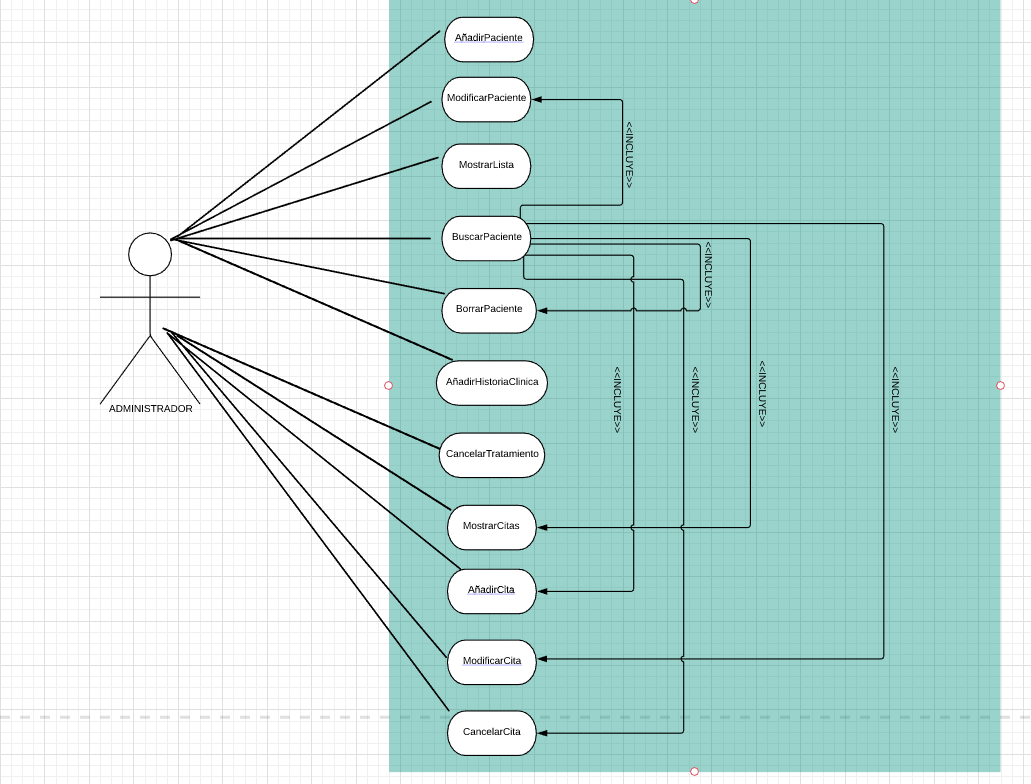 AñadirPaciente
ModificarPaciente
<<INCLUYE>>
MostrarLista
BuscarPaciente
<<INCLUYE>>
BorrarPaciente
AñadirHistoriaClinica
ADMINISTRADOR
<<INCLUYE>>
<<INCLUYE>>
<<INCLUYE>>
<<INCLUYE>>
CancelarTratamiento
MostrarCitas
AñadirCIta
ModificarCita
CancelarCita